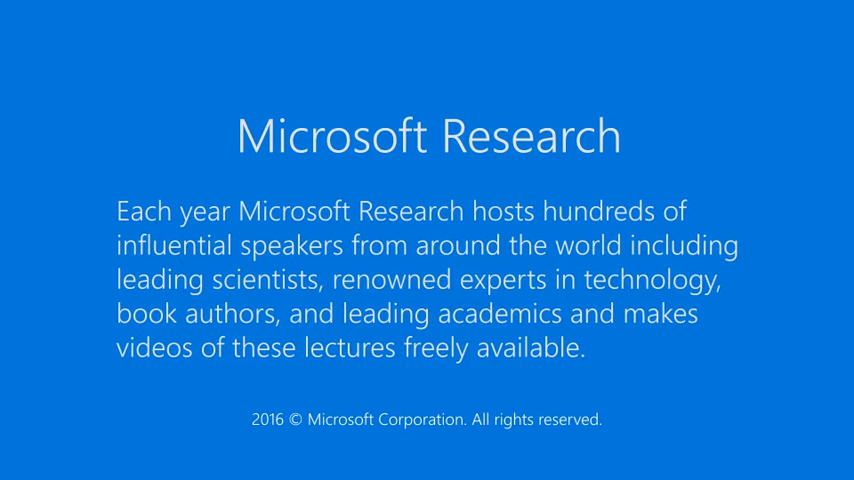 Microsoft Research
Each year Microsoft Research hosts hundreds of
influential speakers from around the world including
leading scientists, renowned experts in technology,
book authors, and leading academics and makes
videos of these lectures freely available.
2016 © Microsoft Corporation. All rights reserved.